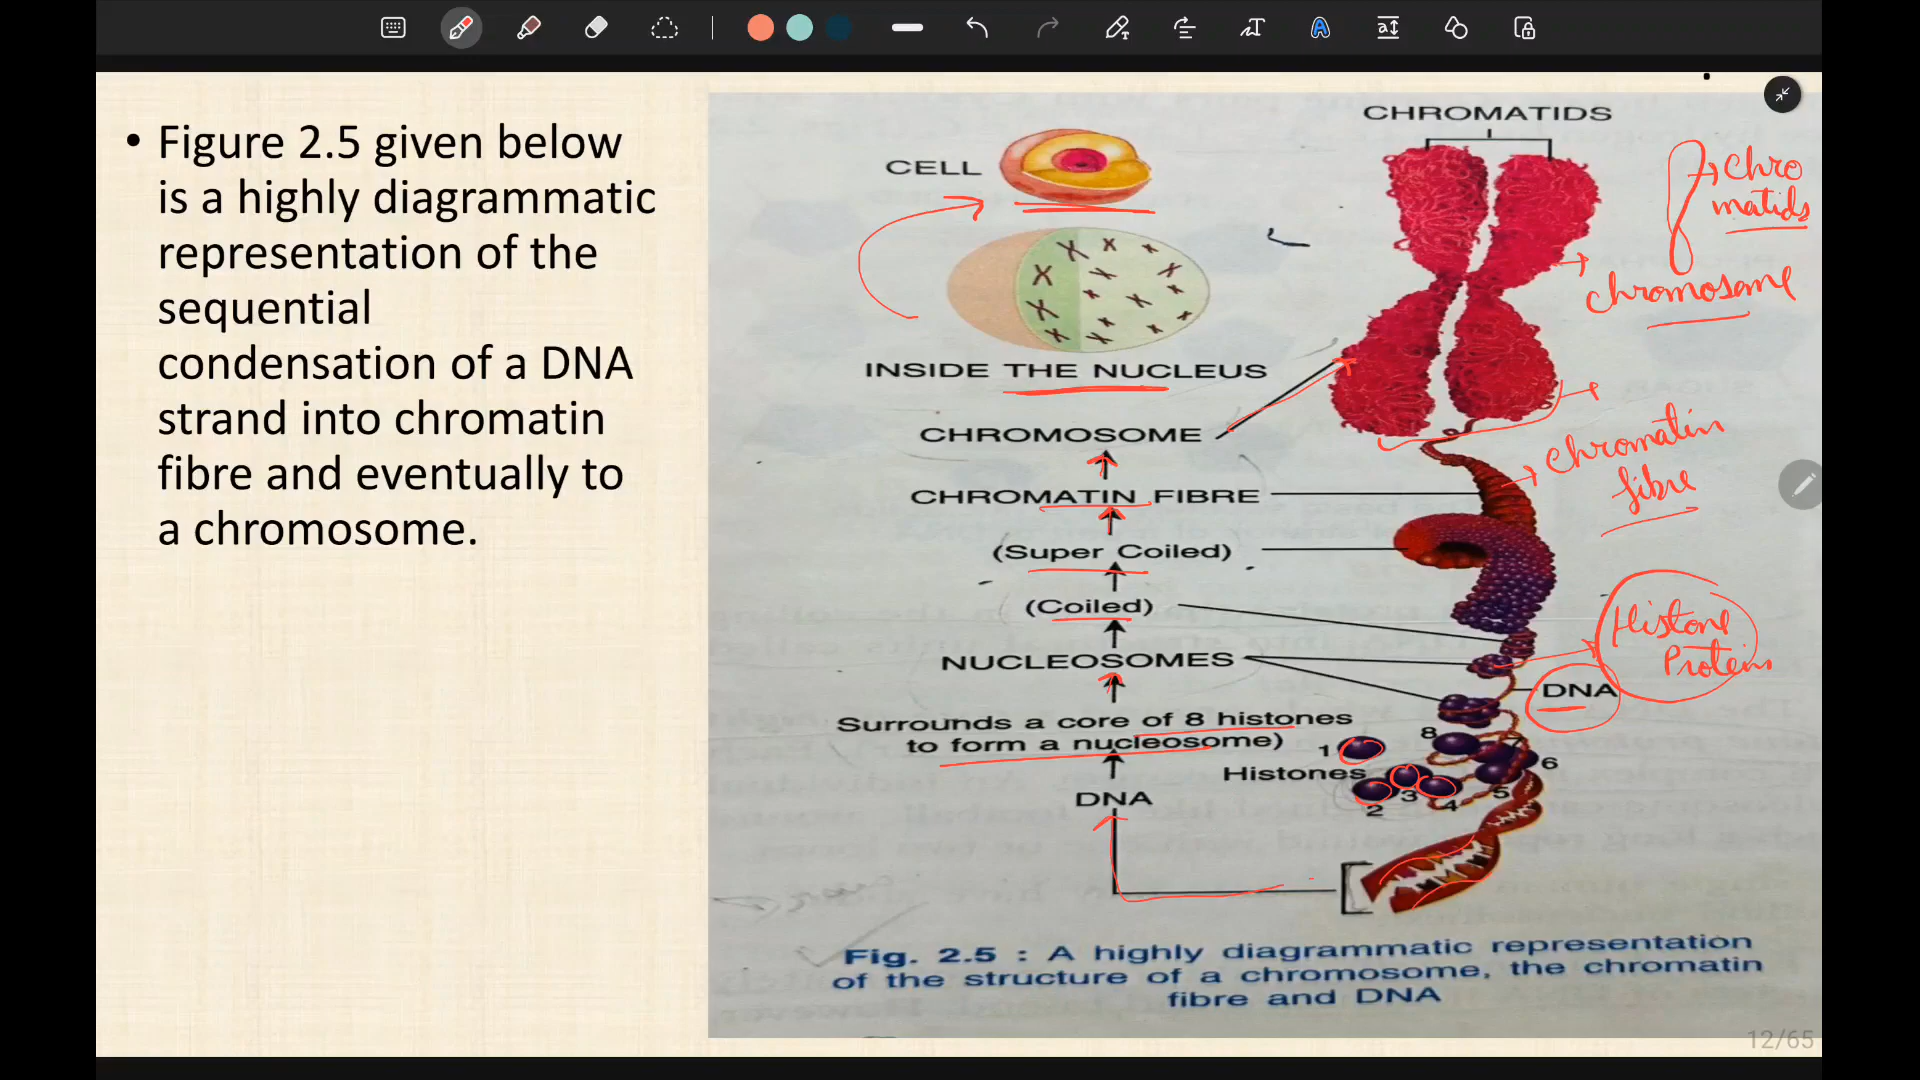 • Figure 2.5 given below
is a highly diagrammatic
representation of the
sequential
condensation of a DNA
strand into chromatin
fibre and eventually to
a chromosome.
CHROMATIDS
CELL
INSIDE THE NUCLEUS
CHROMOSOME
CHROMATIN FIBRE
(Super Coiled)
(Coiled)
NUCLEOSOMES
DNA
Surrounds a core of 8 histones
to form a nucleosome)
Histones
1
2
3
4
5
6
7
8
DNA
Chro
matids
Chromosome
Chromatin
fibre
Histone
Proteins
Fig. 2.5 : A highly diagrammatic representation
of the structure of a chromosome, the chromatin
fibre and DNA
12/65